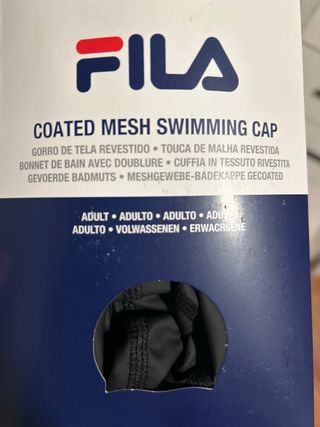 FILA
COATED MESH SWIMMING CAP
GORRO DE TELA REVESTIDO • TOUCA DE MALHA REVESTIDA
BONNET DE BAIN AVEC DOUBLURE • CUFFIA IN TESSUTO RIVESTITA
GEVOERDE BADMUTS • MESHGEWEBE-BADEKAPPE GECOATED
ADULT • ADULTO • ADULTO •
ADULTO • VOLWASSENEN • ERWACHSENE